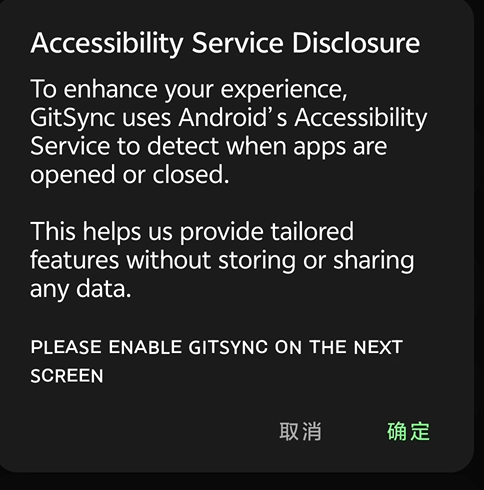 Accessibility Service Disclosure
To enhance your experience,
GitSync uses Android's Accessibility
Service to detect when apps are
opened or closed.
This helps us provide tailored
features without storing or sharing
any data.
PLEASE ENABLE GITSYNC ON THE NEXT
SCREEN
取消 确定